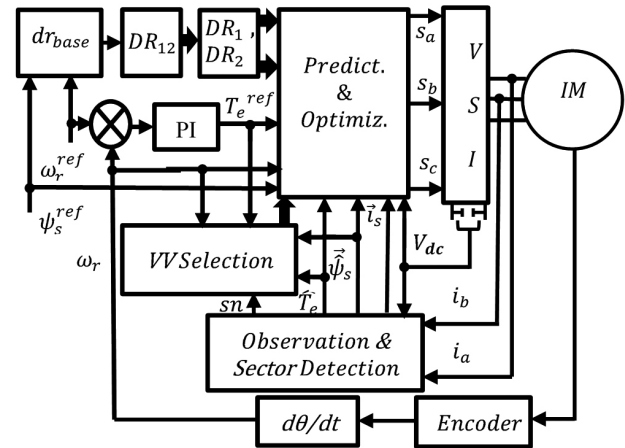 dr_base
DR_12
DR_1 ,
DR_2
Predict.
&
Optimiz.
s_a
s_b
s_c
V
S
I
IM
T_e^ref
PI
ω_r^ref
ψ_s^ref
ω_r
VV Selection
i⃗_s
ψ̂⃗_s
T̂_e
sn
V_dc
i_b
i_a
Observation &
Sector Detection
dθ/dt
Encoder